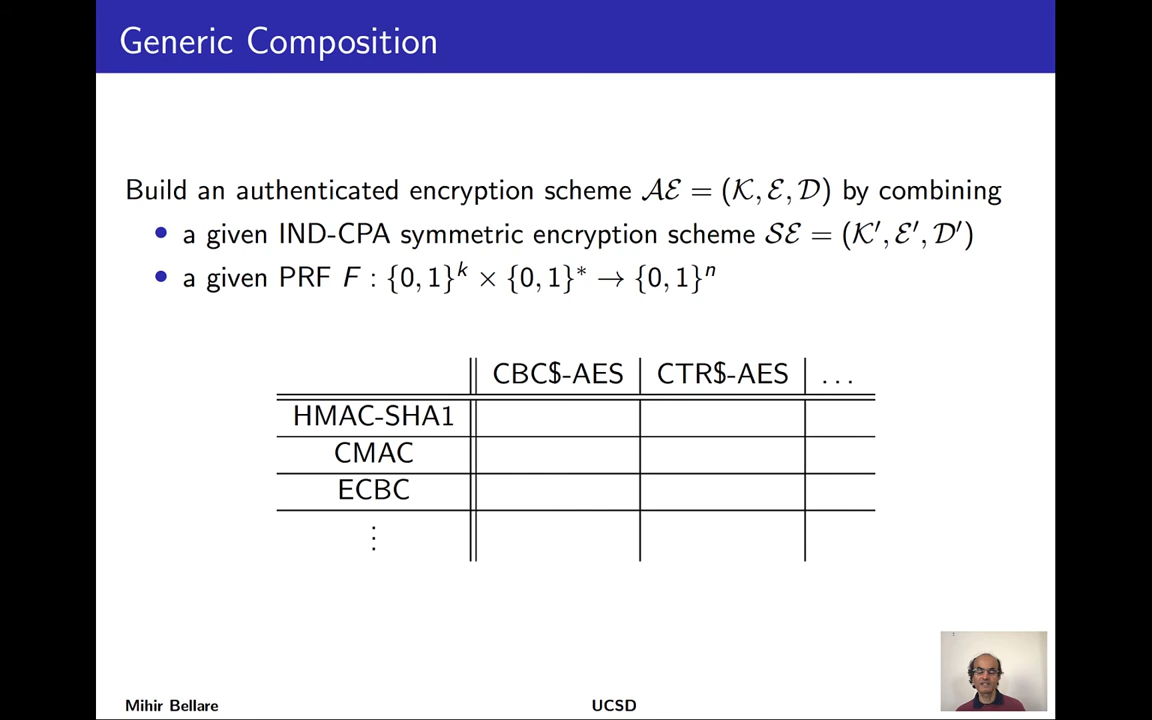 Generic Composition
Build an authenticated encryption scheme 𝒜ℰ = (𝒦, ℰ, 𝒟) by combining
• a given IND-CPA symmetric encryption scheme 𝒮ℰ = (𝒦′, ℰ′, 𝒟′)
• a given PRF F : {0, 1}ᵏ × {0, 1}* → {0, 1}ⁿ
CBC$-AES CTR$-AES . . .
HMAC-SHA1
CMAC
ECBC
⋮
Mihir Bellare UCSD